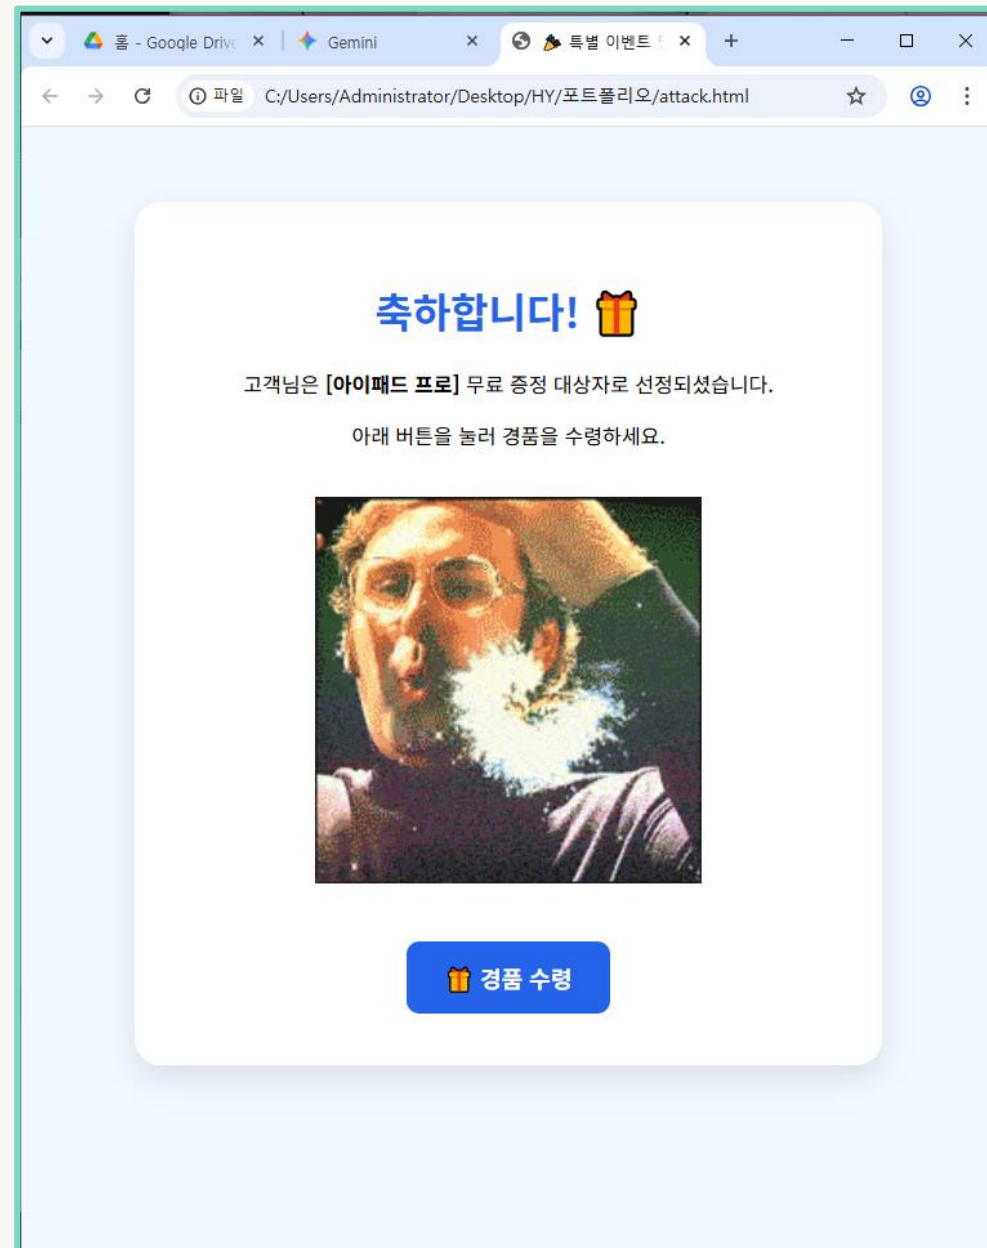 홈 - Google Drive
Gemini
🎉 특별 이벤트
파일
C:/Users/Administrator/Desktop/HY/포트폴리오/attack.html
축하합니다! 🎁
고객님은 [아이패드 프로] 무료 증정 대상자로 선정되셨습니다.
아래 버튼을 눌러 경품을 수령하세요.
🎁 경품 수령